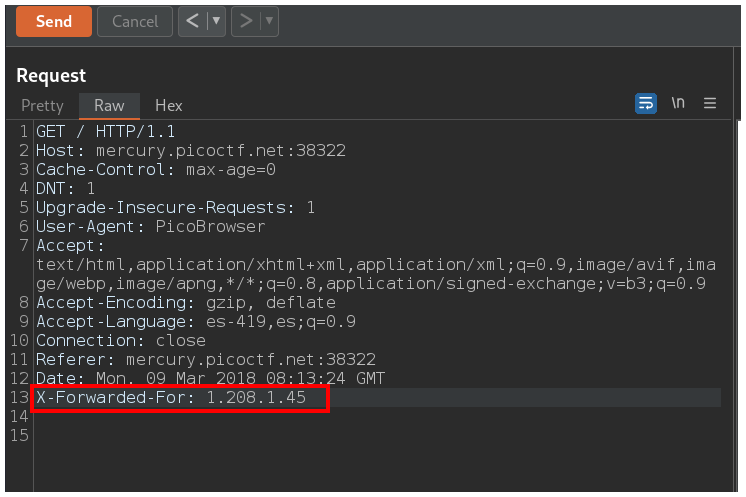 Send Cancel < ▼ > ▼
Request
Pretty Raw Hex \n
1 GET / HTTP/1.1
2 Host: mercury.picoctf.net:38322
3 Cache-Control: max-age=0
4 DNT: 1
5 Upgrade-Insecure-Requests: 1
6 User-Agent: PicoBrowser
7 Accept:
text/html,application/xhtml+xml,application/xml;q=0.9,image/avif,ima
ge/webp,image/apng,*/*;q=0.8,application/signed-exchange;v=b3;q=0.9
8 Accept-Encoding: gzip, deflate
9 Accept-Language: es-419,es;q=0.9
10 Connection: close
11 Referer: mercury.picoctf.net:38322
12 Date: Mon. 09 Mar 2018 08:13:24 GMT
13 X-Forwarded-For: 1.208.1.45
14
15